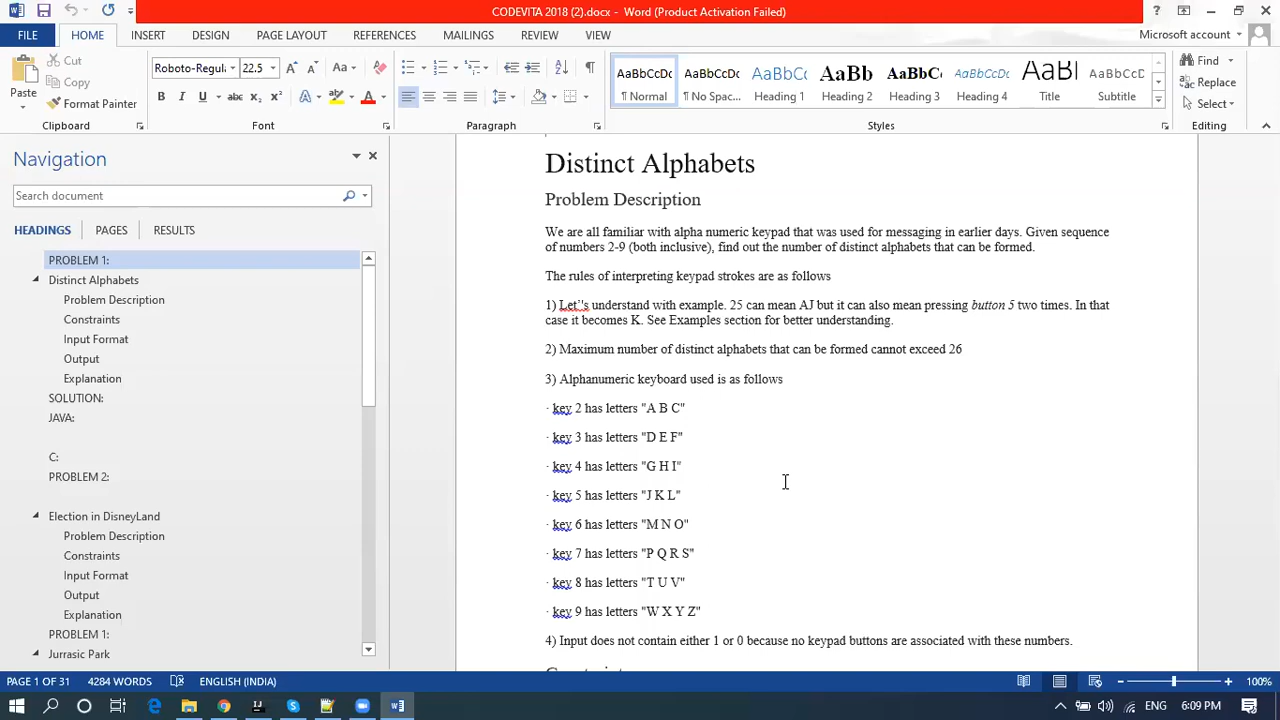 CODEVITA 2018 (2).docx - Word (Product Activation Failed)
FILE HOME INSERT DESIGN PAGE LAYOUT REFERENCES MAILINGS REVIEW VIEW Microsoft account
Paste Cut Copy Format Painter
Clipboard
Roboto-Regula 22.5
Font
Paragraph
AaBbCcDc AaBbCcDc AaBbCc AaBb AaBbC AaBbCcDc AaBl AaBbCcD
¶ Normal ¶ No Spac... Heading 1 Heading 2 Heading 3 Heading 4 Title Subtitle
Styles
Find
Replace
Select
Editing
Navigation
Search document
HEADINGS PAGES RESULTS
PROBLEM 1:
Distinct Alphabets
Problem Description
Constraints
Input Format
Output
Explanation
SOLUTION:
JAVA:
C:
PROBLEM 2:
Election in DisneyLand
Problem Description
Constraints
Input Format
Output
Explanation
PROBLEM 1:
Jurrasic Park
Distinct Alphabets
Problem Description
We are all familiar with alpha numeric keypad that was used for messaging in earlier days. Given sequence
of numbers 2-9 (both inclusive), find out the number of distinct alphabets that can be formed.
The rules of interpreting keypad strokes are as follows
1) Let''s understand with example. 25 can mean AJ but it can also mean pressing button 5 two times. In that
case it becomes K. See Examples section for better understanding.
2) Maximum number of distinct alphabets that can be formed cannot exceed 26
3) Alphanumeric keyboard used is as follows
· key 2 has letters "A B C"
· key 3 has letters "D E F"
· key 4 has letters "G H I"
· key 5 has letters "J K L"
· key 6 has letters "M N O"
· key 7 has letters "P Q R S"
· key 8 has letters "T U V"
· key 9 has letters "W X Y Z"
4) Input does not contain either 1 or 0 because no keypad buttons are associated with these numbers.
PAGE 1 OF 31 4284 WORDS ENGLISH (INDIA) 100%
ENG 6:09 PM